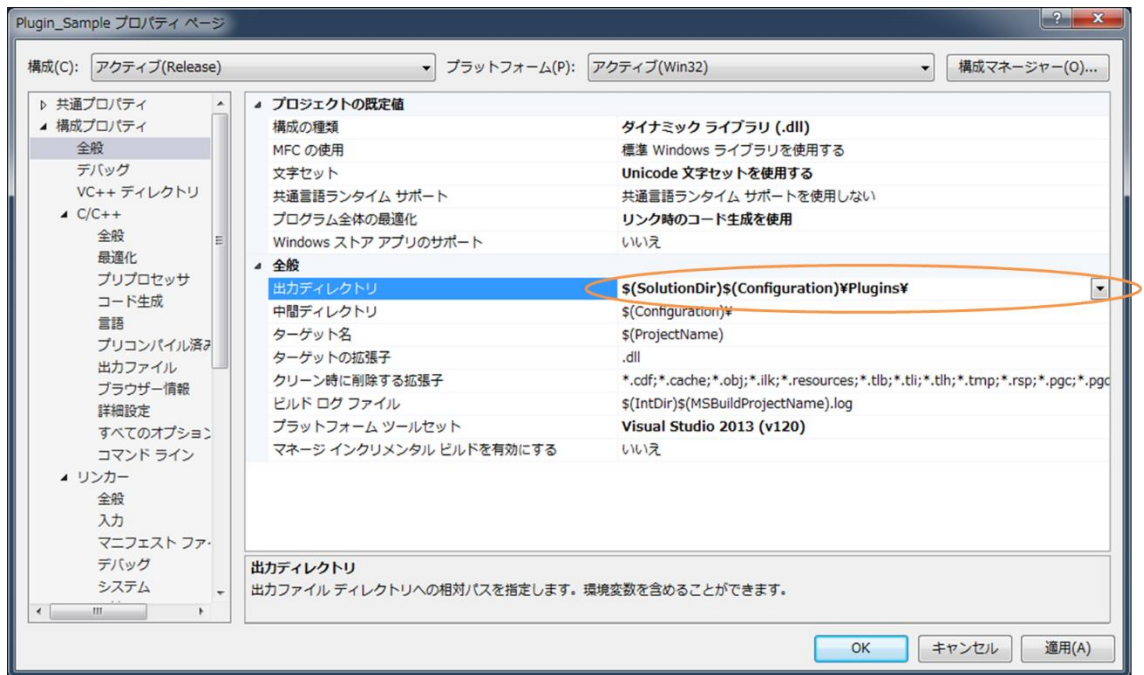 Plugin_Sample プロパティ ページ
構成(C): アクティブ(Release) プラットフォーム(P): アクティブ(Win32) 構成マネージャー(O)...
共通プロパティ
構成プロパティ
全般
デバッグ
VC++ ディレクトリ
C/C++
全般
最適化
プリプロセッサ
コード生成
言語
プリコンパイル済み
出力ファイル
ブラウザー情報
詳細設定
すべてのオプション
コマンド ライン
リンカー
全般
入力
マニフェスト ファイ
デバッグ
システム
プロジェクトの既定値
構成の種類 ダイナミック ライブラリ (.dll)
MFC の使用 標準 Windows ライブラリを使用する
文字セット Unicode 文字セットを使用する
共通言語ランタイム サポート 共通言語ランタイム サポートを使用しない
プログラム全体の最適化 リンク時のコード生成を使用
Windows ストア アプリのサポート いいえ
全般
出力ディレクトリ $(SolutionDir)$(Configuration)¥Plugins¥
中間ディレクトリ $(Configuration)¥
ターゲット名 $(ProjectName)
ターゲットの拡張子 .dll
クリーン時に削除する拡張子 *.cdf;*.cache;*.obj;*.ilk;*.resources;*.tlb;*.tli;*.tlh;*.tmp;*.rsp;*.pgc;*.pgd
ビルド ログ ファイル $(IntDir)$(MSBuildProjectName).log
プラットフォーム ツールセット Visual Studio 2013 (v120)
マネージ インクリメンタル ビルドを有効にする いいえ
出力ディレクトリ
出力ファイル ディレクトリへの相対パスを指定します。環境変数を含めることができます。
OK キャンセル 適用(A)